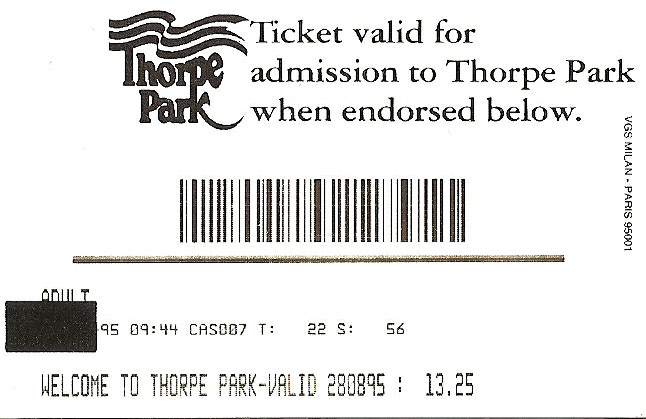 Thorpe
Park
Ticket valid for
admission to Thorpe Park
when endorsed below.
VGS MILAN - PARIS 95001
ADULT
95 09:44 CAS007 T: 22 S: 56
WELCOME TO THORPE PARK-VALID 280895 : 13.25